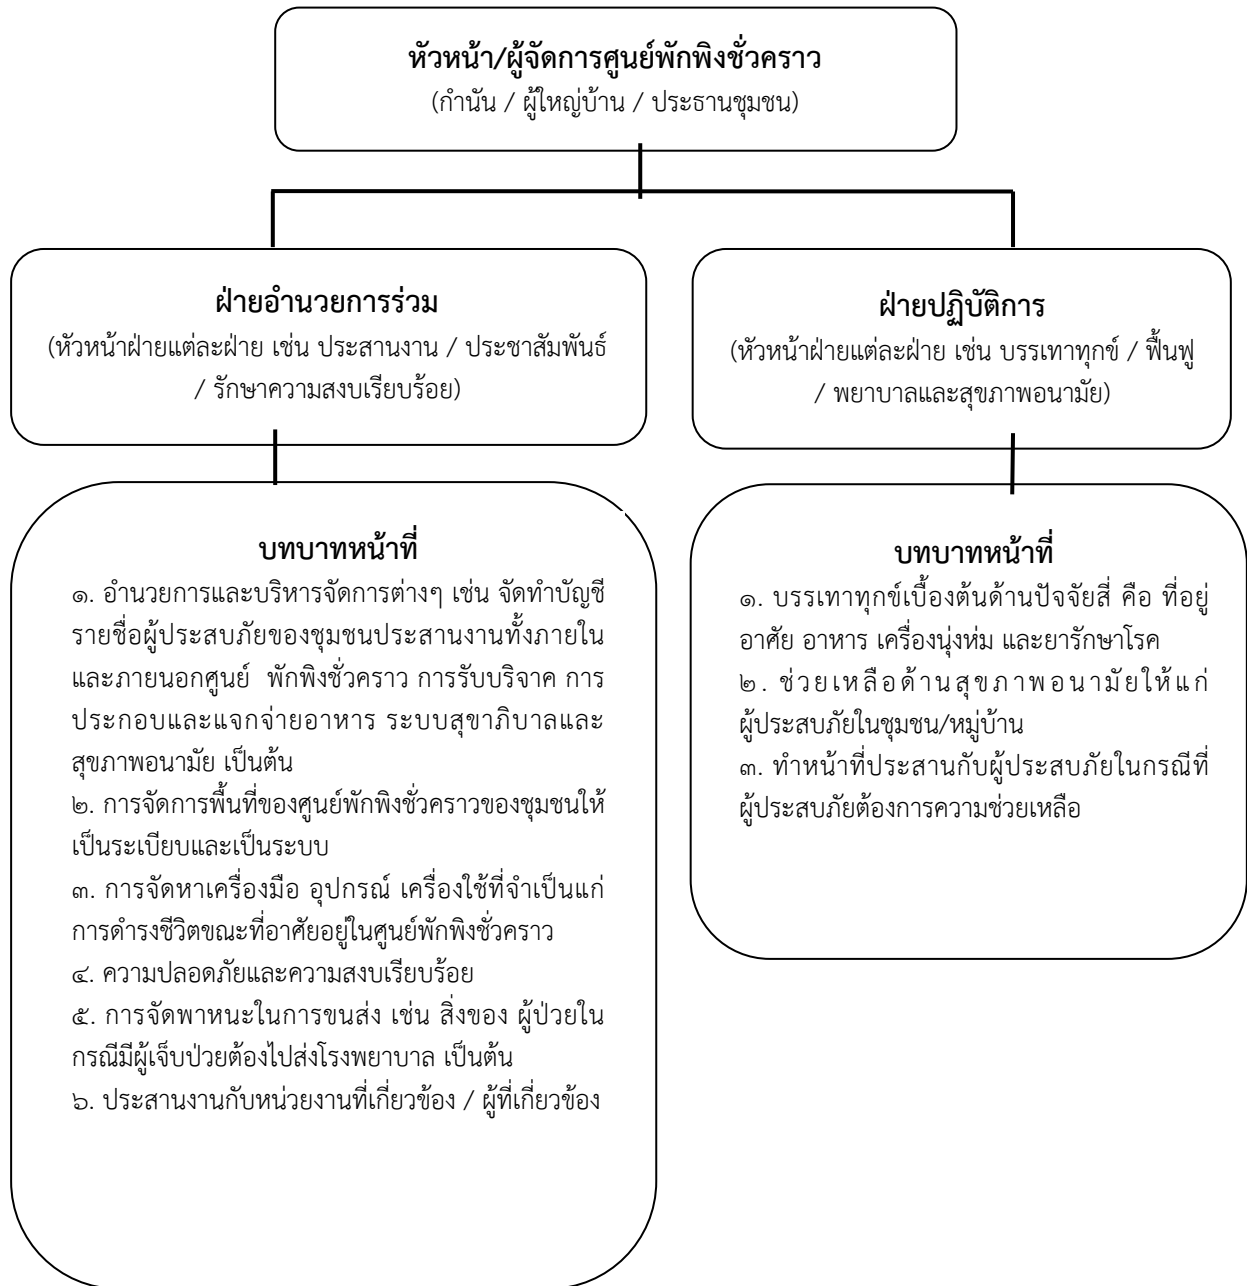 หัวหน้า/ผู้จัดการศูนย์พักพิงชั่วคราว
(กำนัน / ผู้ใหญ่บ้าน / ประธานชุมชน)
ฝ่ายอำนวยการร่วม
(หัวหน้าฝ่ายแต่ละฝ่าย เช่น ประสานงาน / ประชาสัมพันธ์
/ รักษาความสงบเรียบร้อย)
ฝ่ายปฏิบัติการ
(หัวหน้าฝ่ายแต่ละฝ่าย เช่น บรรเทาทุกข์ / ฟื้นฟู
/ พยาบาลและสุขภาพอนามัย)
บทบาทหน้าที่
๑. อำนวยการและบริหารจัดการต่างๆ เช่น จัดทำบัญชี
รายชื่อผู้ประสบภัยของชุมชนประสานงานทั้งภายใน
และภายนอกศูนย์ พักพิงชั่วคราว การรับบริจาค การ
ประกอบและแจกจ่ายอาหาร ระบบสุขาภิบาลและ
สุขภาพอนามัย เป็นต้น
๒. การจัดการพื้นที่ของศูนย์พักพิงชั่วคราวของชุมชนให้
เป็นระเบียบและเป็นระบบ
๓. การจัดหาเครื่องมือ อุปกรณ์ เครื่องใช้ที่จำเป็นแก่
การดำรงชีวิตขณะที่อาศัยอยู่ในศูนย์พักพิงชั่วคราว
๔. ความปลอดภัยและความสงบเรียบร้อย
๕. การจัดพาหนะในการขนส่ง เช่น สิ่งของ ผู้ป่วยใน
กรณีมีผู้เจ็บป่วยต้องไปส่งโรงพยาบาล เป็นต้น
๖. ประสานงานกับหน่วยงานที่เกี่ยวข้อง / ผู้ที่เกี่ยวข้อง
บทบาทหน้าที่
๑. บรรเทาทุกข์เบื้องต้นด้านปัจจัยสี่ คือ ที่อยู่
อาศัย อาหาร เครื่องนุ่งห่ม และยารักษาโรค
๒. ช่วยเหลือด้านสุขภาพอนามัยให้แก่
ผู้ประสบภัยในชุมชน/หมู่บ้าน
๓. ทำหน้าที่ประสานกับผู้ประสบภัยในกรณีที่
ผู้ประสบภัยต้องการความช่วยเหลือ